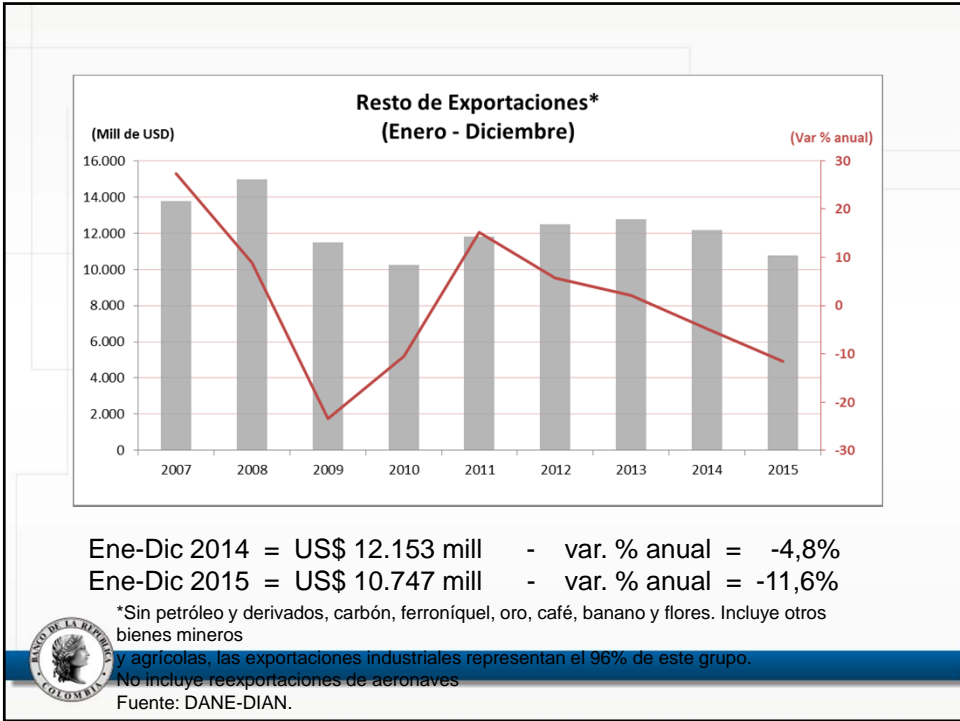 Resto de Exportaciones*
(Enero - Diciembre)
(Mill de USD)
(Var % anual)
16.000
14.000
12.000
10.000
8.000
6.000
4.000
2.000
0
30
20
10
0
-10
-20
-30
2007 2008 2009 2010 2011 2012 2013 2014 2015
Ene-Dic 2014 = US$ 12.153 mill - var. % anual = -4,8%
Ene-Dic 2015 = US$ 10.747 mill - var. % anual = -11,6%
*Sin petróleo y derivados, carbón, ferroníquel, oro, café, banano y flores. Incluye otros
bienes mineros
y agrícolas, las exportaciones industriales representan el 96% de este grupo.
No incluye reexportaciones de aeronaves
Fuente: DANE-DIAN.
BANCO DE LA REPUBLICA
COLOMBIA